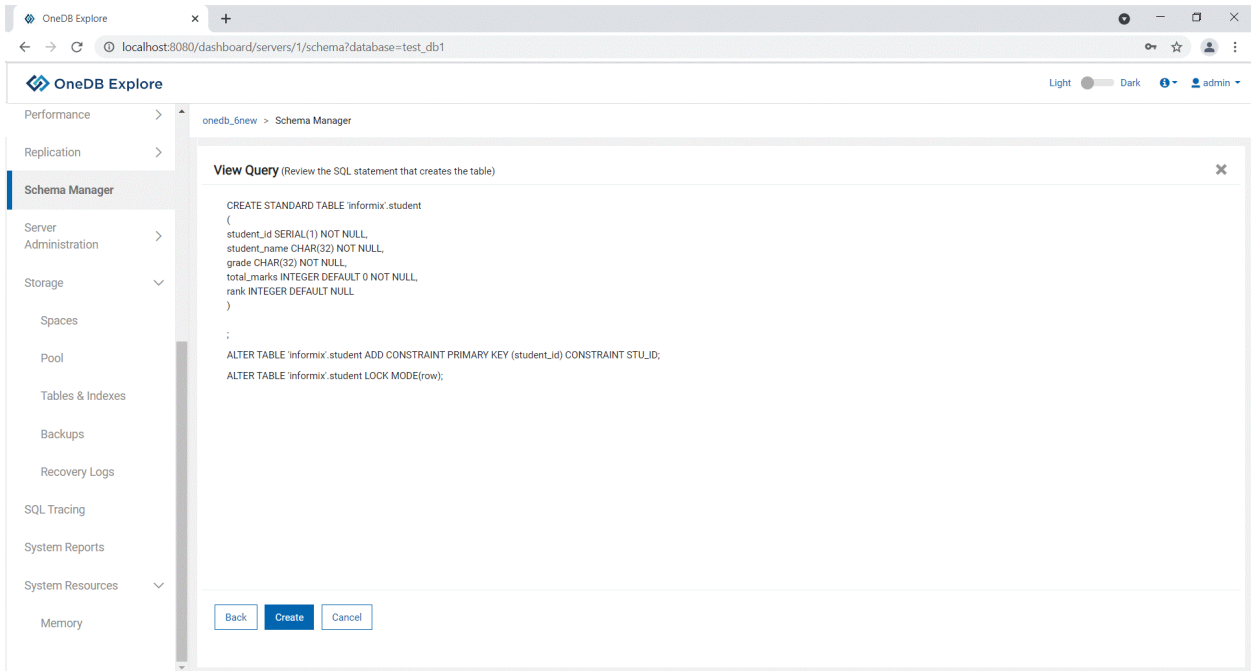 OneDB Explore
localhost:8080/dashboard/servers/1/schema?database=test_db1
OneDB Explore
Light Dark admin
Performance
Replication
Schema Manager
Server
Administration
Storage
Spaces
Pool
Tables & Indexes
Backups
Recovery Logs
SQL Tracing
System Reports
System Resources
Memory
onedb_6new > Schema Manager
View Query (Review the SQL statement that creates the table)
CREATE STANDARD TABLE 'informix'.student
(
student_id SERIAL(1) NOT NULL,
student_name CHAR(32) NOT NULL,
grade CHAR(32) NOT NULL,
total_marks INTEGER DEFAULT 0 NOT NULL,
rank INTEGER DEFAULT NULL
)
;
ALTER TABLE 'informix'.student ADD CONSTRAINT PRIMARY KEY (student_id) CONSTRAINT STU_ID;
ALTER TABLE 'informix'.student LOCK MODE(row);
Back Create Cancel